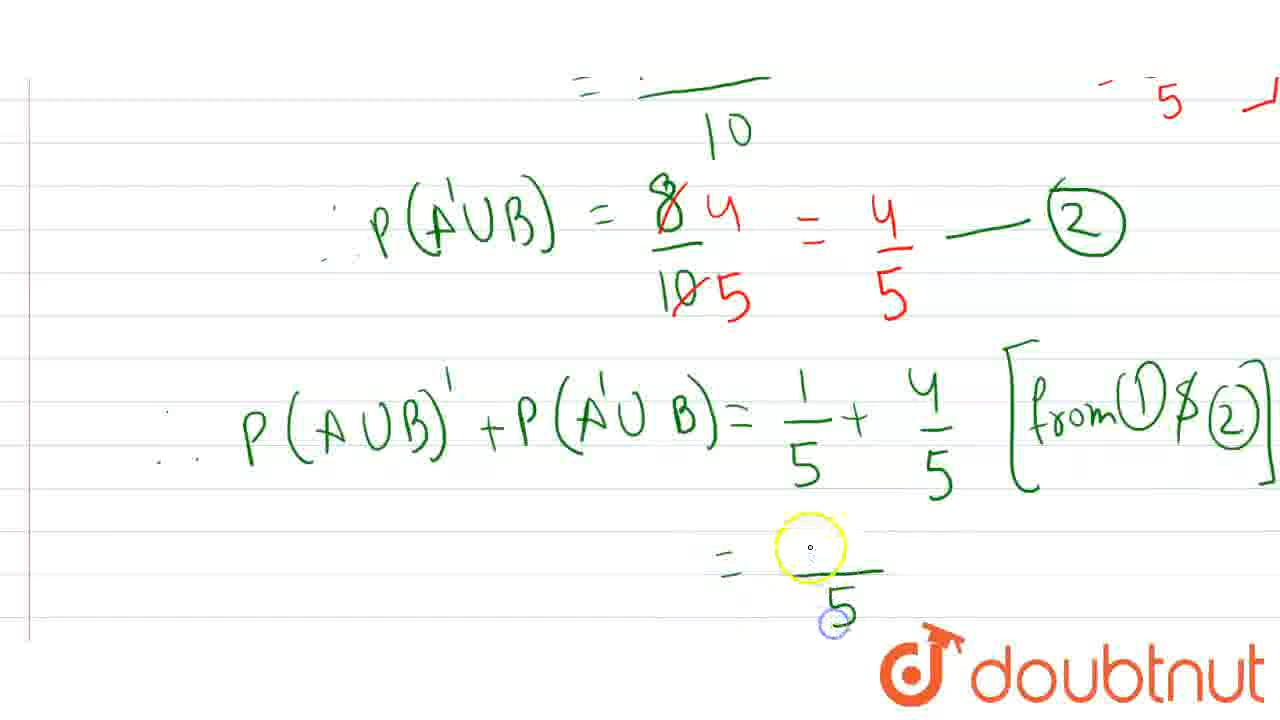 = 10
5
∴ P(A'∪B) = 8/10 4/5 = 4/5 — ②
∴ P(A∪B)' + P(A'∪B) = 1/5 + 4/5 [from ① $ ②]
= /5
doubtnut